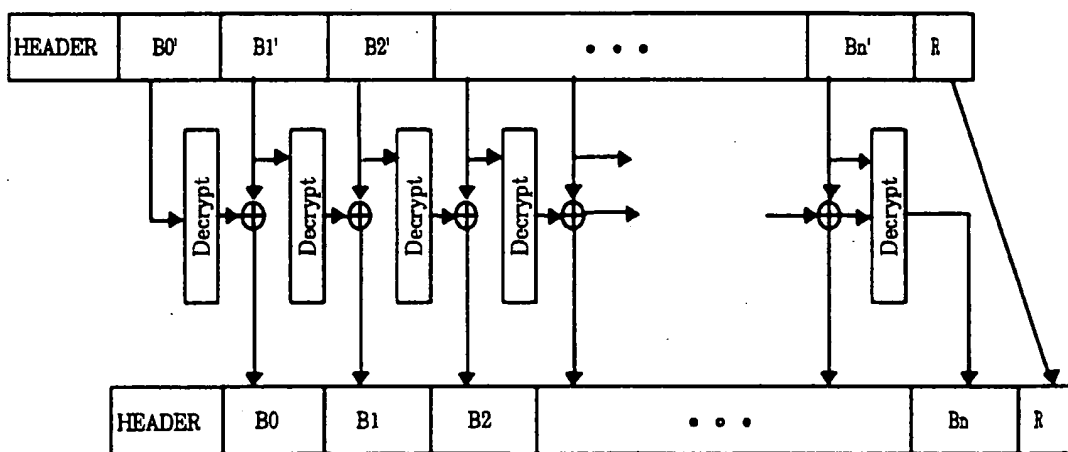 HEADER B0' B1' B2' • • • Bn' R
Decrypt Decrypt Decrypt Decrypt Decrypt
HEADER B0 B1 B2 • • • Bn R